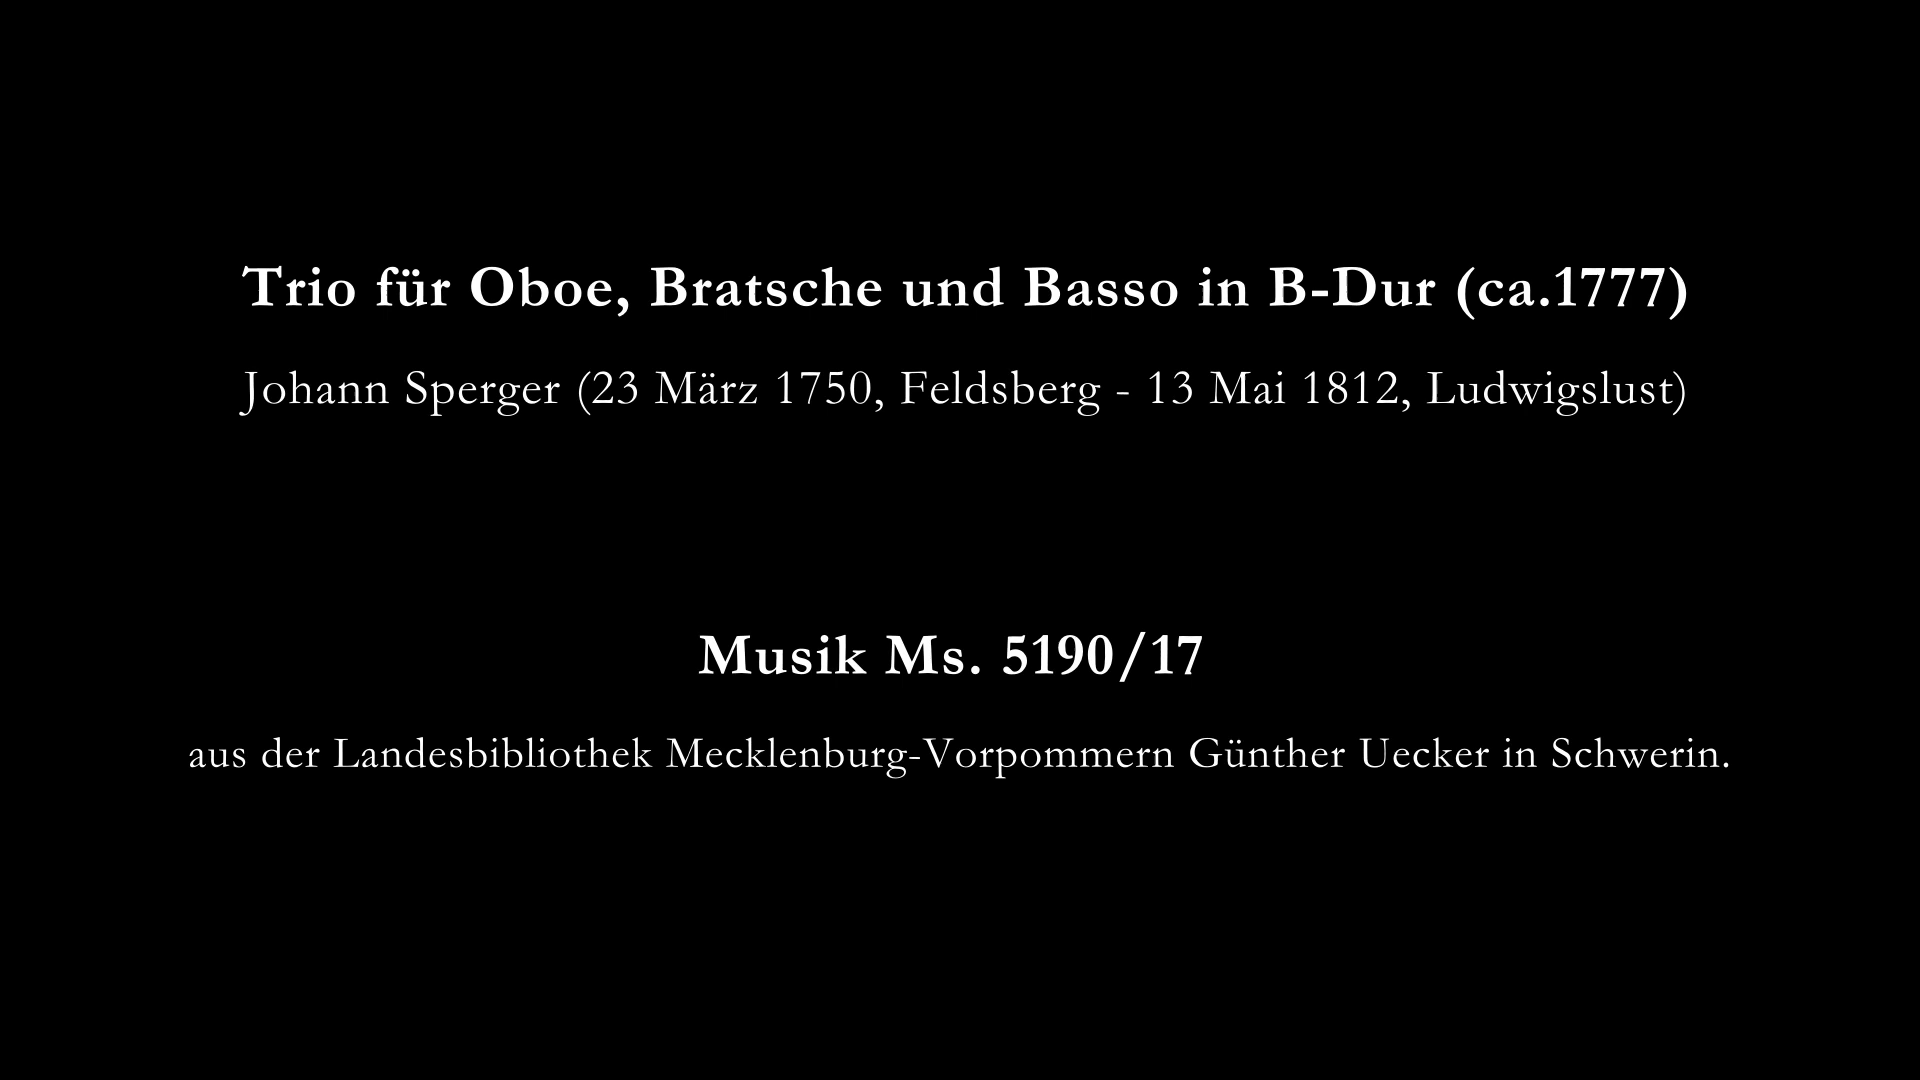 Trio für Oboe, Bratsche und Basso in B-Dur (ca.1777)
Johann Sperger (23 März 1750, Feldsberg - 13 Mai 1812, Ludwigslust)
Musik Ms. 5190/17
aus der Landesbibliothek Mecklenburg-Vorpommern Günther Uecker in Schwerin.